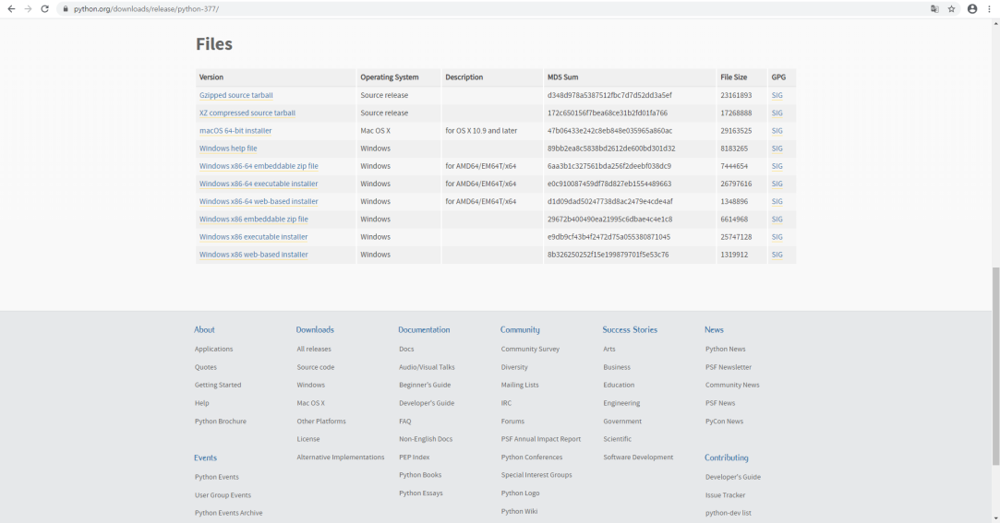 python.org/downloads/release/python-377/
Files
Version Operating System Description MD5 Sum File Size GPG
Gzipped source tarball Source release d348d978a5387512fbc7d7d52dd3a5ef 23161893 SIG
XZ compressed source tarball Source release 172c650156f7bea68ce31b2fd01fa766 17268888 SIG
macOS 64-bit installer Mac OS X for OS X 10.9 and later 47b06433e242c8eb848e035965a860ac 29163525 SIG
Windows help file Windows 89bb2ea8c5838bd2612de600bd301d32 8183265 SIG
Windows x86-64 embeddable zip file Windows for AMD64/EM64T/x64 6aa3b1c327561bda256f2deebf038dc9 7444654 SIG
Windows x86-64 executable installer Windows for AMD64/EM64T/x64 e0c910087459df78d827eb1554489663 26797616 SIG
Windows x86-64 web-based installer Windows for AMD64/EM64T/x64 d1d09dad50247738d8ac2479e4cde4af 1348896 SIG
Windows x86 embeddable zip file Windows 29672b400490ea21995c6dbae4c4e1c8 6614968 SIG
Windows x86 executable installer Windows e9db9cf43b4f2472d75a055380871045 25747128 SIG
Windows x86 web-based installer Windows 8b326250252f15e199879701f5e53c76 1319912 SIG
About Downloads Documentation Community Success Stories News
Applications All releases Docs Community Survey Arts Python News
Quotes Source code Audio/Visual Talks Diversity Business PSF Newsletter
Getting Started Windows Beginner's Guide Mailing Lists Education Community News
Help Mac OS X Developer's Guide IRC Engineering PSF News
Python Brochure Other Platforms FAQ Forums Government PyCon News
License Non-English Docs PSF Annual Impact Report Scientific
Events Alternative Implementations PEP Index Python Conferences Software Development Contributing
Python Events Python Books Special Interest Groups Developer's Guide
User Group Events Python Essays Python Logo Issue Tracker
Python Events Archive Python Wiki python-dev list